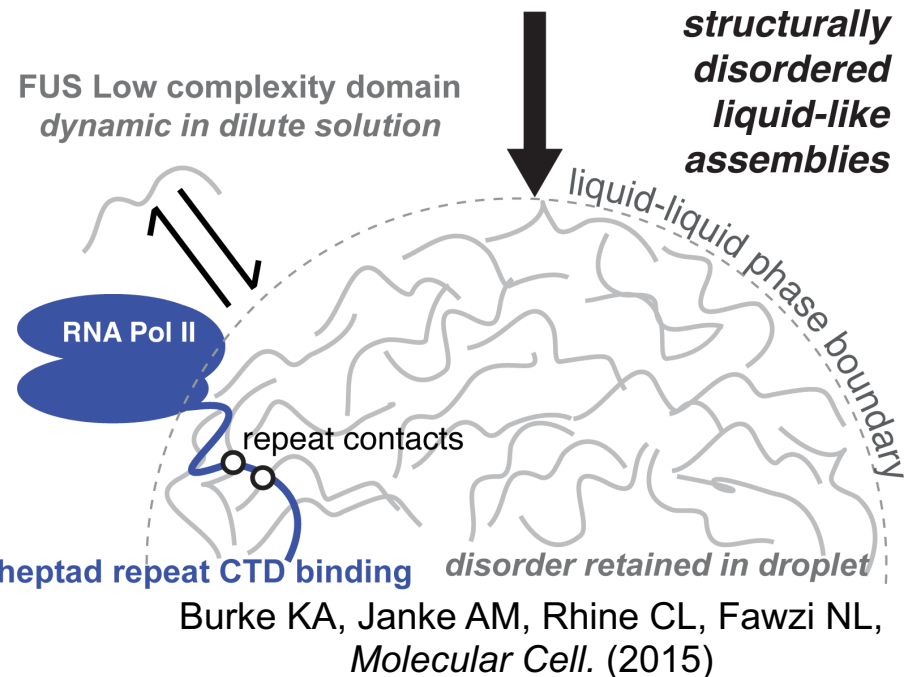 structurally
disordered
liquid-like
assemblies
FUS Low complexity domain
dynamic in dilute solution
liquid-liquid phase boundary
RNA Pol II
repeat contacts
heptad repeat CTD binding
disorder retained in droplet
Burke KA, Janke AM, Rhine CL, Fawzi NL,
Molecular Cell. (2015)